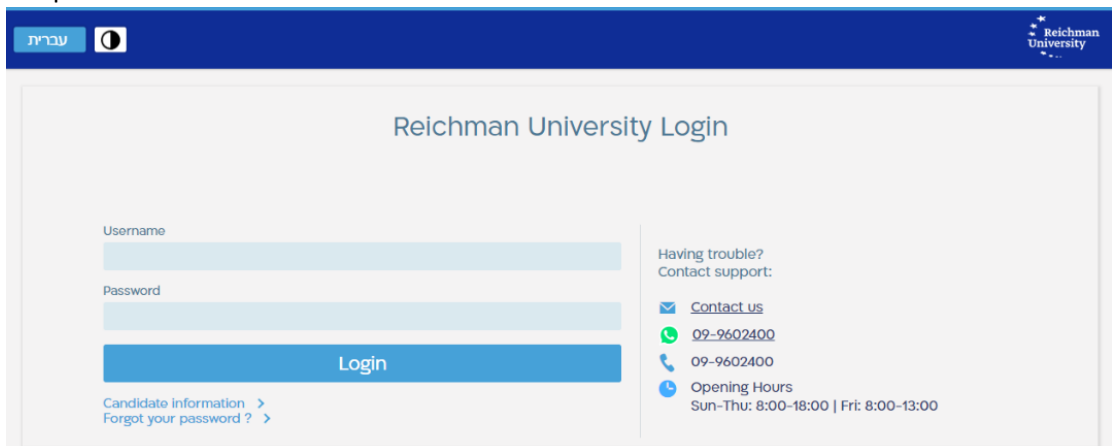 עברית
Reichman
University
Reichman University Login
Username
Password
Login
Candidate information >
Forgot your password ? >
Having trouble?
Contact support:
Contact us
09-9602400
09-9602400
Opening Hours
Sun-Thu: 8:00-18:00 | Fri: 8:00-13:00